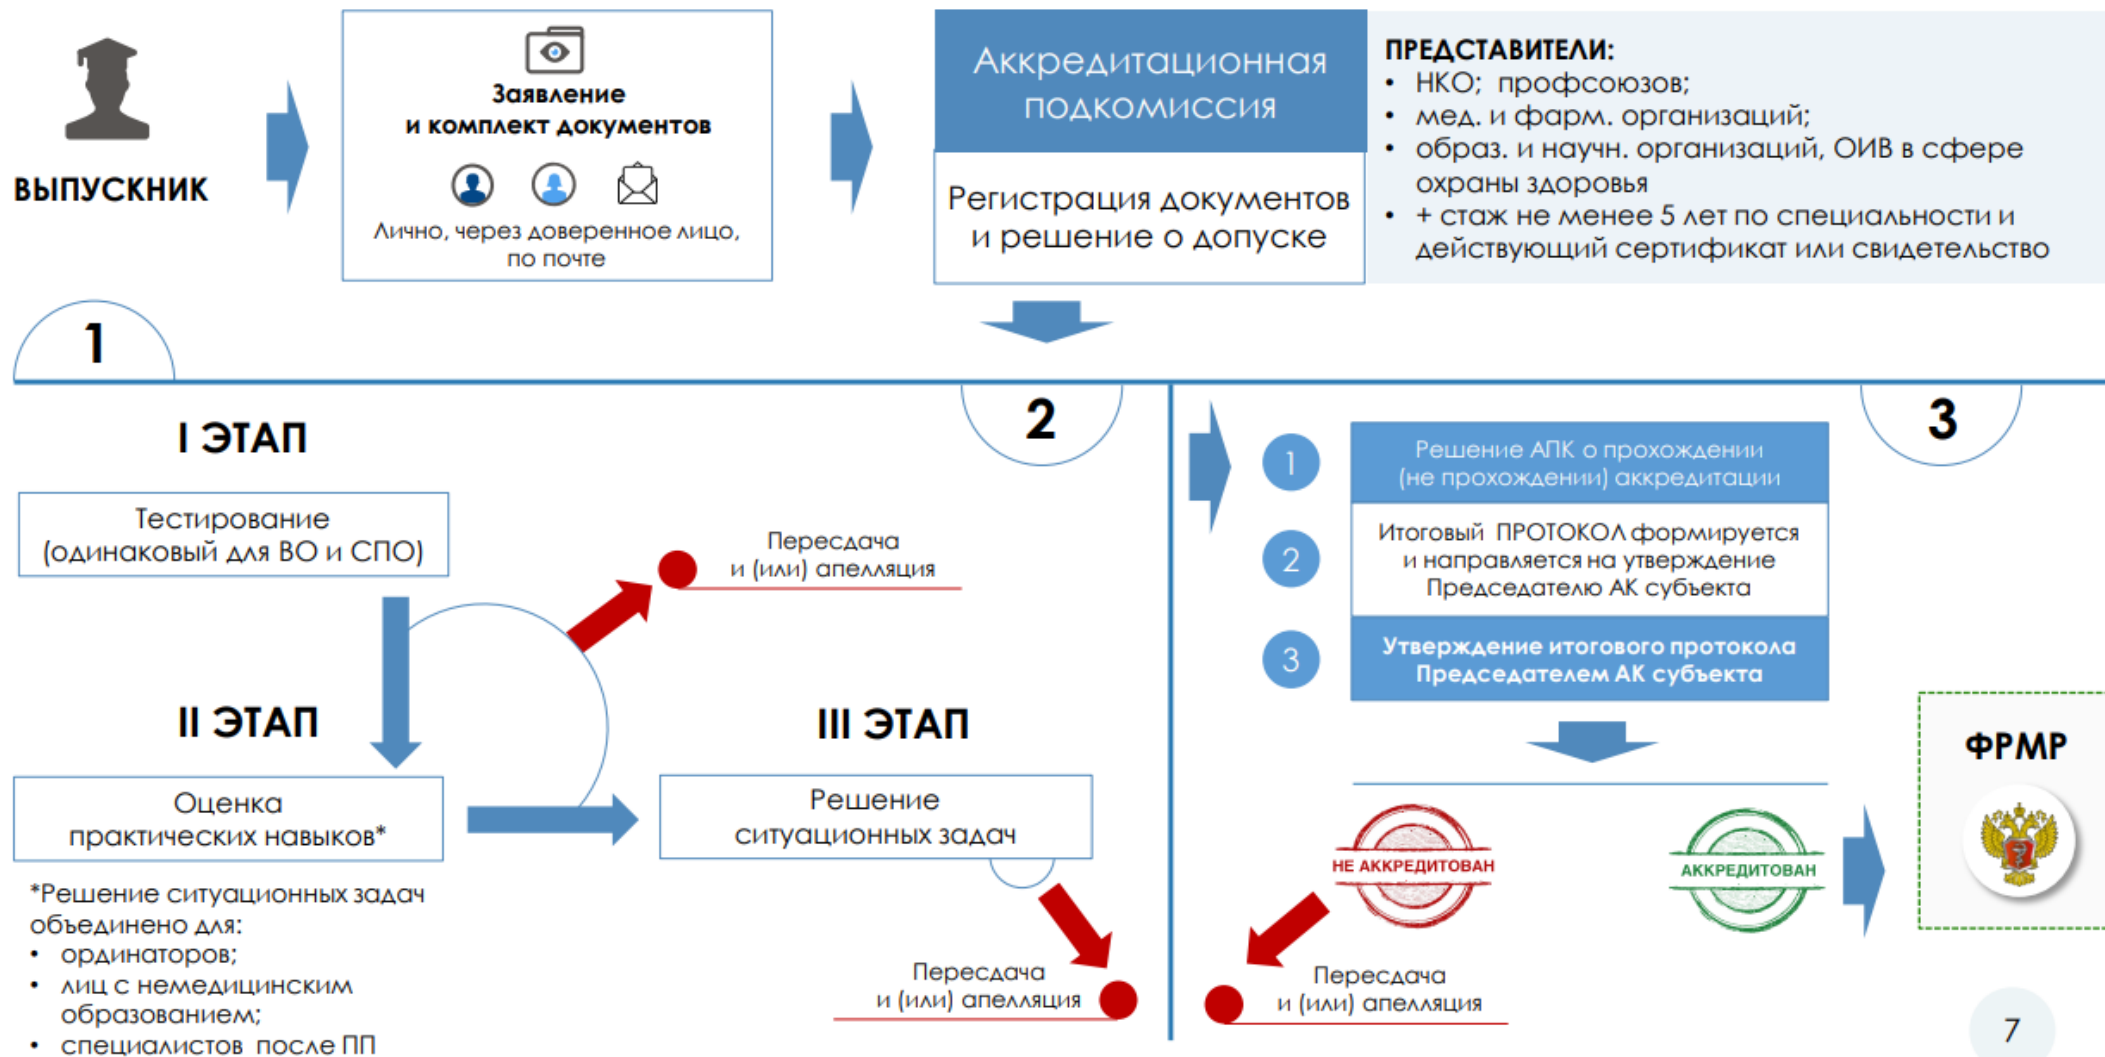 ВЫПУСКНИК
Заявление
и комплект документов
Лично, через доверенное лицо,
по почте
Аккредитационная
подкомиссия
Регистрация документов
и решение о допуске
ПРЕДСТАВИТЕЛИ:
• НКО; профсоюзов;
• мед. и фарм. организаций;
• образ. и научн. организаций, ОИВ в сфере
охраны здоровья
• + стаж не менее 5 лет по специальности и
действующий сертификат или свидетельство
1
2
I ЭТАП
Тестирование
(одинаковый для ВО и СПО)
Пересдача
и (или) апелляция
II ЭТАП
Оценка
практических навыков*
*Решение ситуационных задач
объединено для:
• ординаторов;
• лиц с немедицинским
образованием;
• специалистов после ПП
III ЭТАП
Решение
ситуационных задач
Пересдача
и (или) апелляция
3
1
Решение АПК о прохождении
(не прохождении) аккредитации
2
Итоговый ПРОТОКОЛ формируется
и направляется на утверждение
Председателю АК субъекта
3
Утверждение итогового протокола
Председателем АК субъекта
НЕ АККРЕДИТОВАН
АККРЕДИТОВАН
Пересдача
и (или) апелляция
ФРМР
7